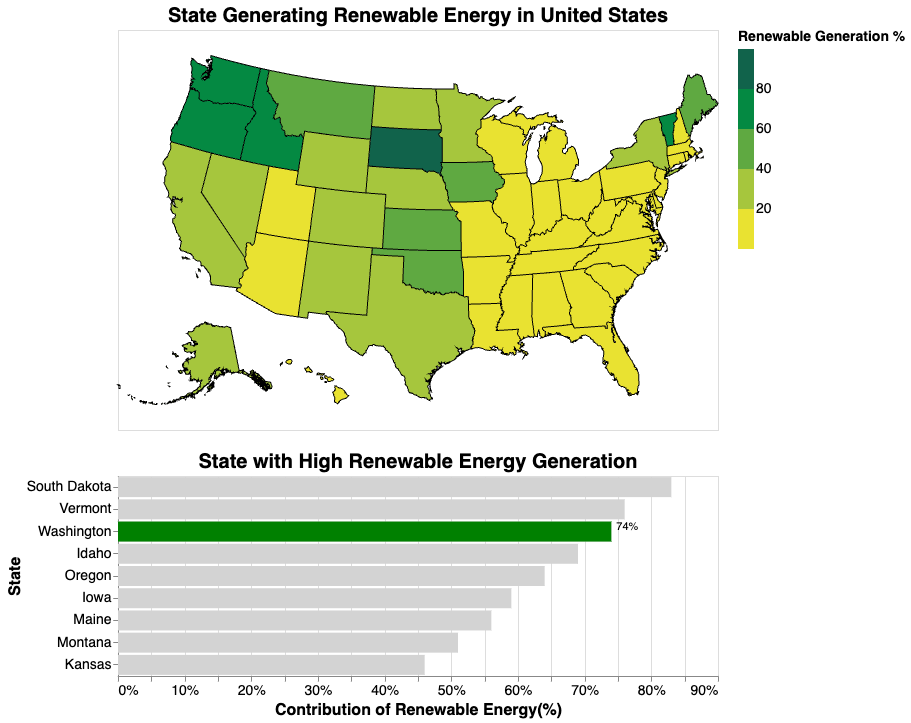 State Generating Renewable Energy in United States
Renewable Generation %
80
60
40
20
State with High Renewable Energy Generation
South Dakota
Vermont
Washington
74%
Idaho
Oregon
Iowa
Maine
Montana
Kansas
State
0% 10% 20% 30% 40% 50% 60% 70% 80% 90%
Contribution of Renewable Energy(%)